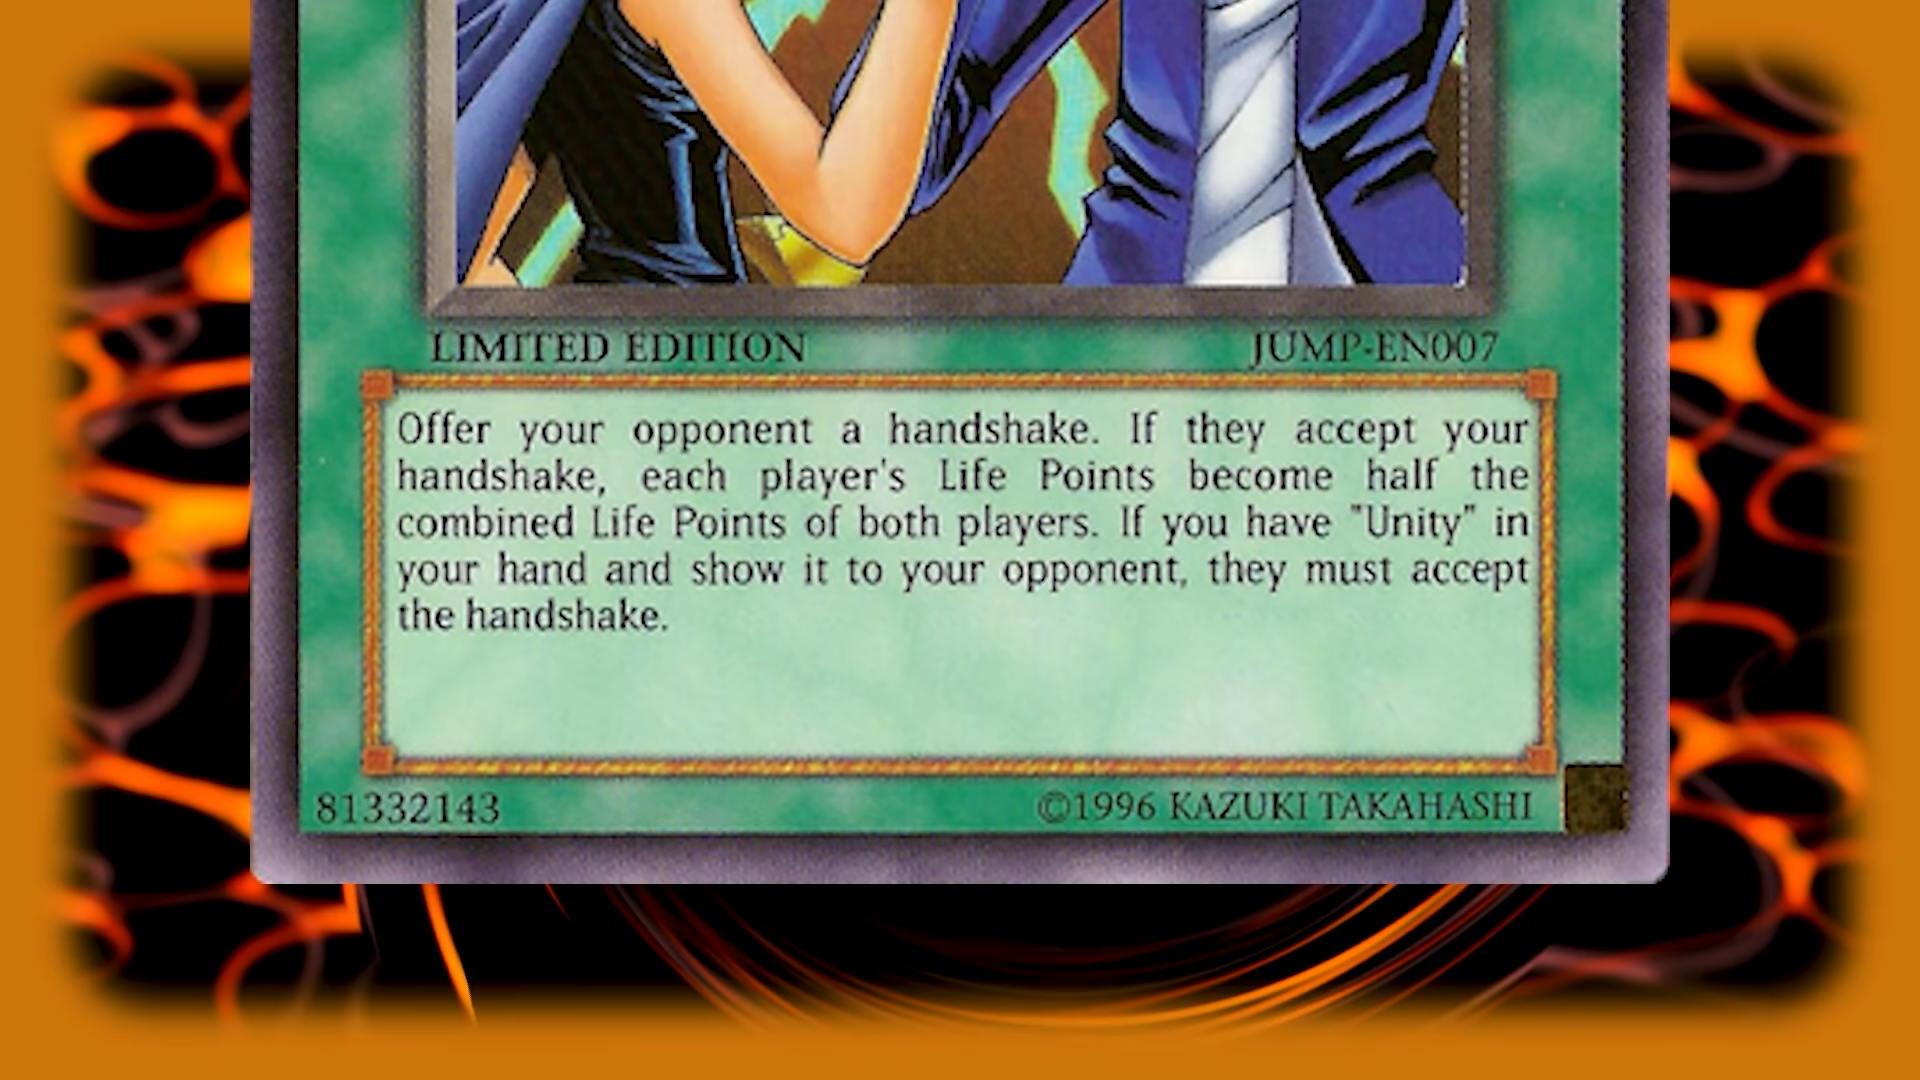 LIMITED EDITION JUMP-EN007
Offer your opponent a handshake. If they accept your
handshake, each player's Life Points become half the
combined Life Points of both players. If you have "Unity" in
your hand and show it to your opponent, they must accept
the handshake.
81332143 ©1996 KAZUKI TAKAHASHI